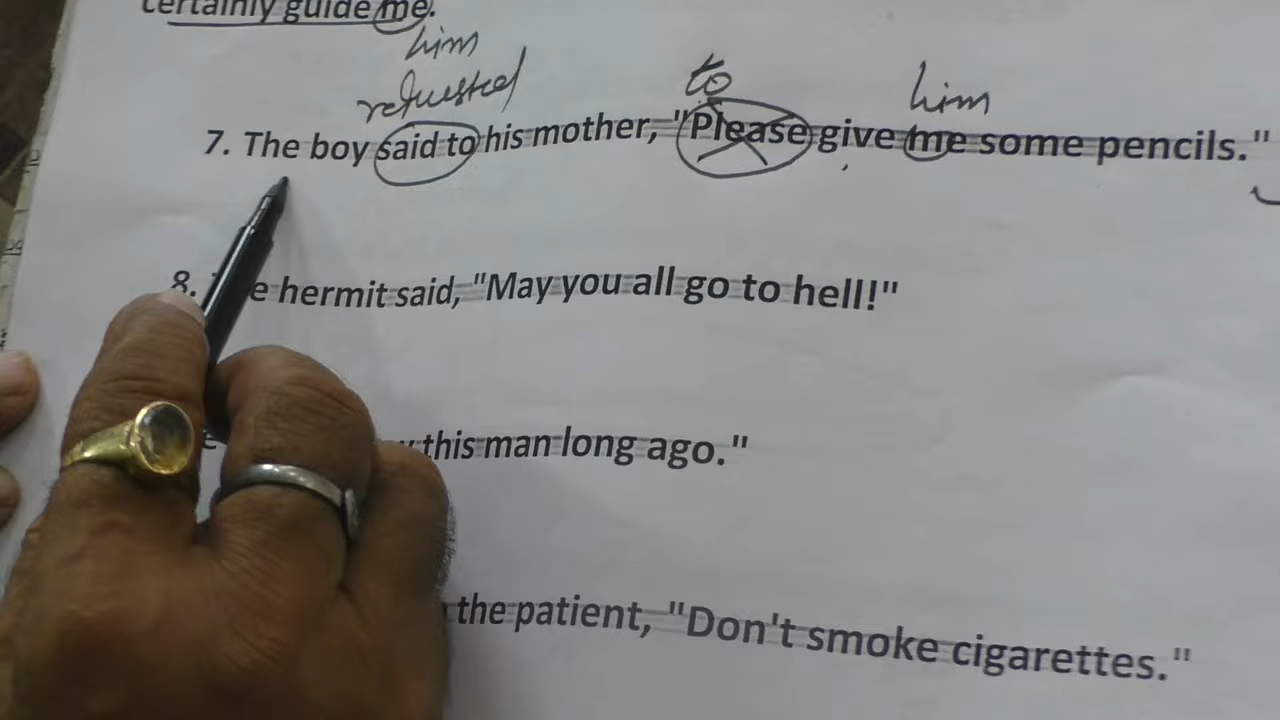 certainly guide me.
him
requested to him
7. The boy said to his mother, "Please give me some pencils."
8. hermit said, "May you all go to hell!"
this man long ago."
the patient, "Don't smoke cigarettes."